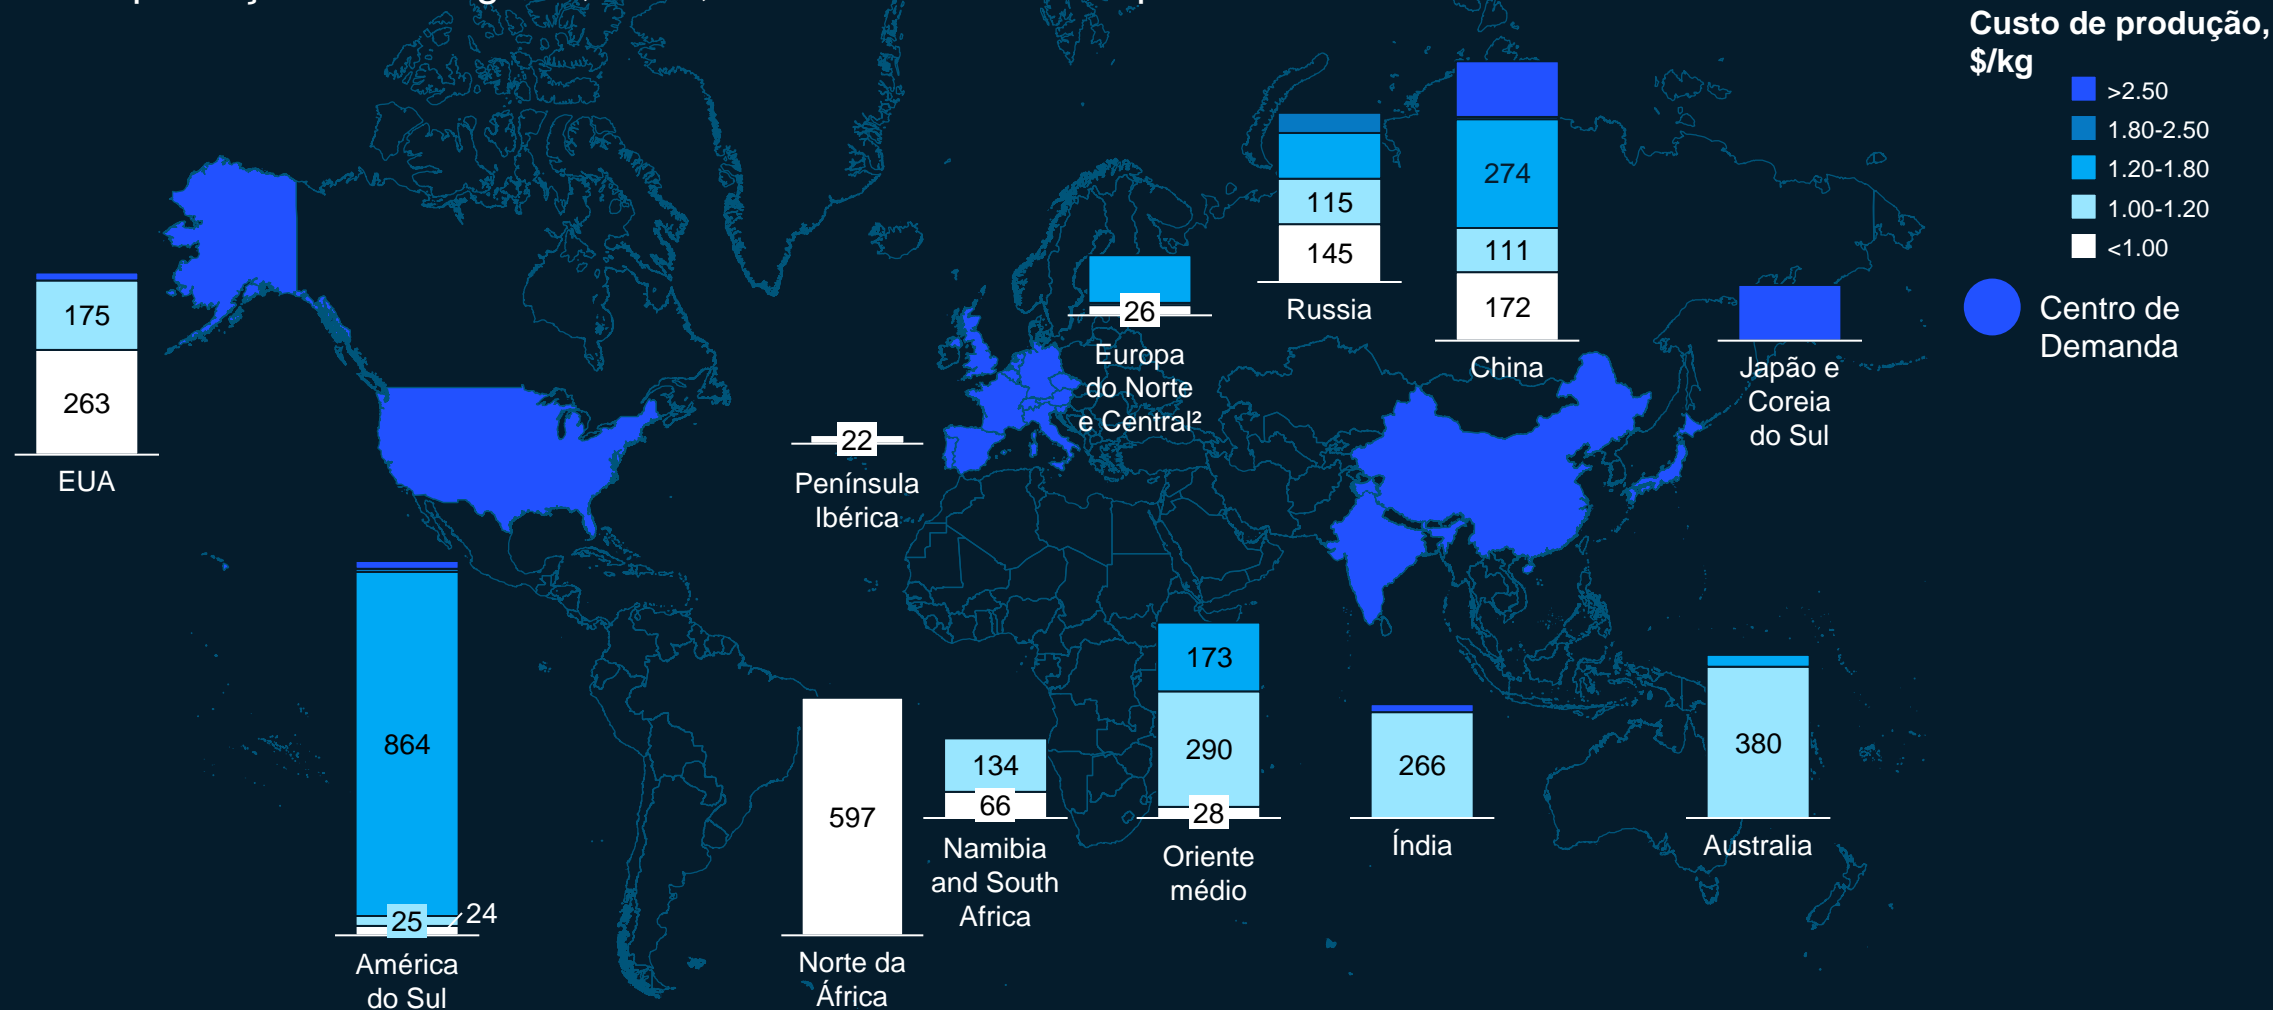 Custo de produção,
$/kg
>2.50
1.80-2.50
1.20-1.80
1.00-1.20
<1.00
Centro de
Demanda
175
263
EUA
22
Península
Ibérica
26
Europa
do Norte
e Central²
115
145
Russia
274
111
172
China
Japão e
Coreia
do Sul
864
25
24
América
do Sul
597
Norte da
África
134
66
Namibia
and South
Africa
173
290
28
Oriente
médio
266
Índia
380
Australia